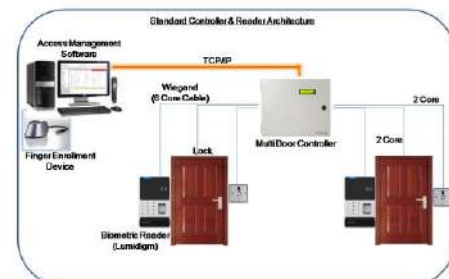 Standard Controller & Reader Architecture
Access Management
Software
TCP/IP
Wiegand
(6 Core Cable)
2 Core
Finger Enrollment
Device
Lock
Multi Door Controller
2 Core
Biometric Reader
(Lumidigm)